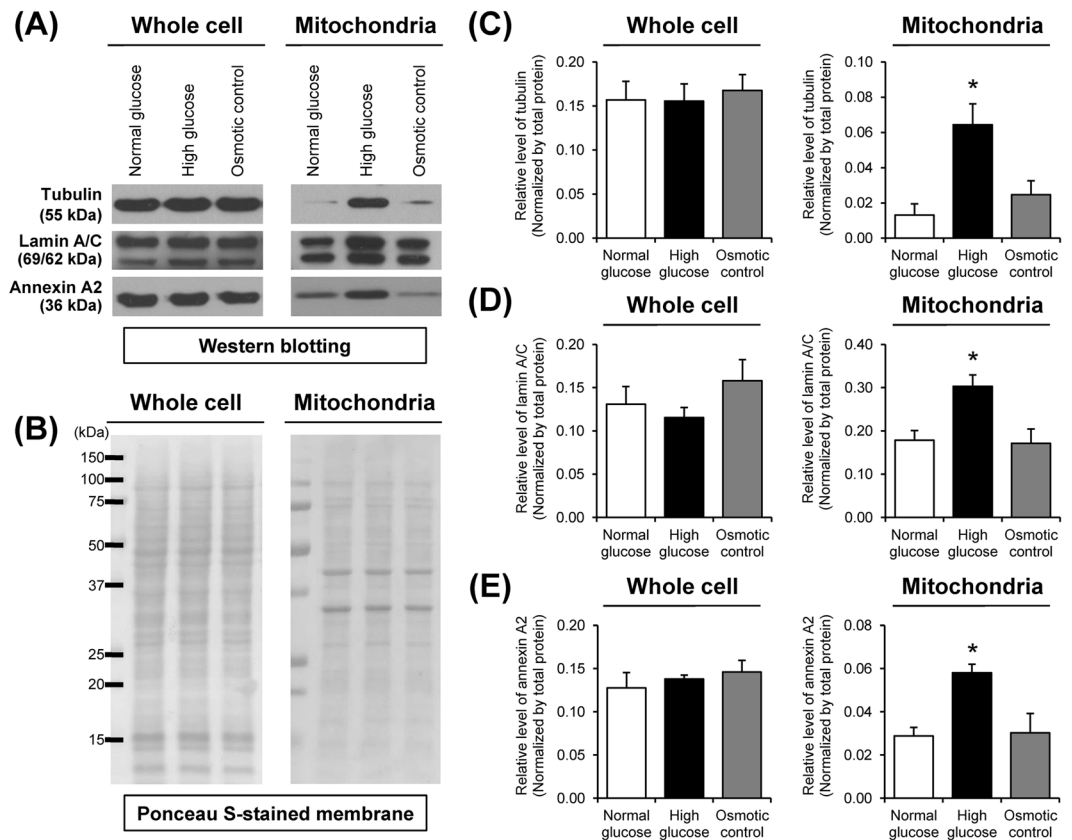 (A)
Whole cell
Mitochondria
Normal glucose
High glucose
Osmotic control
Normal glucose
High glucose
Osmotic control
Tubulin
(55 kDa)
Lamin A/C
(69/62 kDa)
Annexin A2
(36 kDa)
Western blotting
(B)
Whole cell
Mitochondria
(kDa)
150
100
75
50
37
25
20
15
Ponceau S-stained membrane
(C)
Whole cell
Relative level of tubulin
(Normalized by total protein)
0.20
0.15
0.10
0.05
0.00
Normal High Osmotic
glucose glucose control
Mitochondria
Relative level of tubulin
(Normalized by total protein)
0.10
0.08
0.06
0.04
0.02
0.00
*
Normal High Osmotic
glucose glucose control
(D)
Whole cell
Relative level of lamin A/C
(Normalized by total protein)
0.20
0.15
0.10
0.05
0.00
Normal High Osmotic
glucose glucose control
Mitochondria
Relative level of lamin A/C
(Normalized by total protein)
0.40
0.30
0.20
0.10
0.00
*
Normal High Osmotic
glucose glucose control
(E)
Whole cell
Relative level of annexin A2
(Normalized by total protein)
0.20
0.15
0.10
0.05
0.00
Normal High Osmotic
glucose glucose control
Mitochondria
Relative level of annexin A2
(Normalized by total protein)
0.08
0.06
0.04
0.02
0.00
*
Normal High Osmotic
glucose glucose control